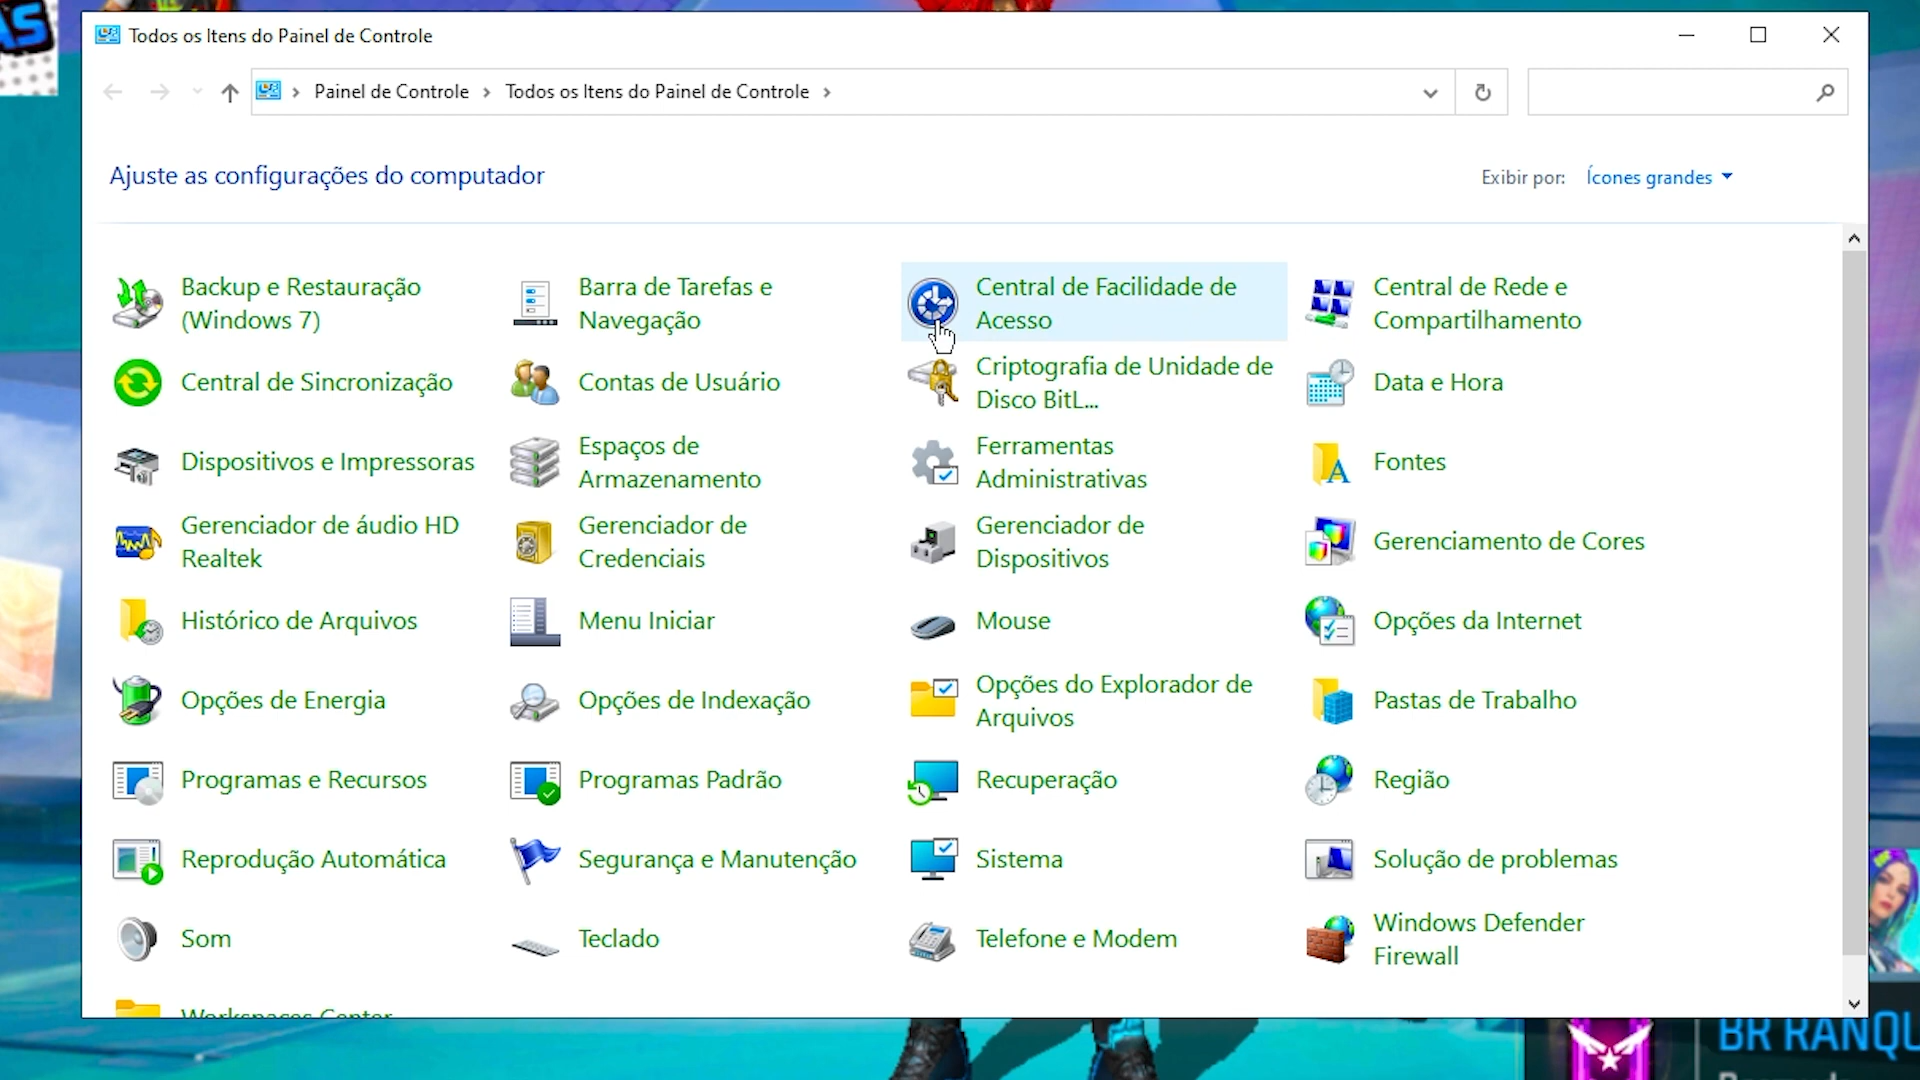 AS
Todos os Itens do Painel de Controle
Painel de Controle
Todos os Itens do Painel de Controle
Ajuste as configurações do computador
Exibir por: Ícones grandes
Backup e Restauração
(Windows 7)
Barra de Tarefas e
Navegação
Central de Facilidade de
Acesso
Central de Rede e
Compartilhamento
Central de Sincronização
Contas de Usuário
Criptografia de Unidade de
Disco BitL...
Data e Hora
Dispositivos e Impressoras
Espaços de
Armazenamento
Ferramentas
Administrativas
Fontes
Gerenciador de áudio HD
Realtek
Gerenciador de
Credenciais
Gerenciador de
Dispositivos
Gerenciamento de Cores
Histórico de Arquivos
Menu Iniciar
Mouse
Opções da Internet
Opções de Energia
Opções de Indexação
Opções do Explorador de
Arquivos
Pastas de Trabalho
Programas e Recursos
Programas Padrão
Recuperação
Região
Reprodução Automática
Segurança e Manutenção
Sistema
Solução de problemas
Som
Teclado
Telefone e Modem
Windows Defender
Firewall
Workspaces Center
BR RANQU